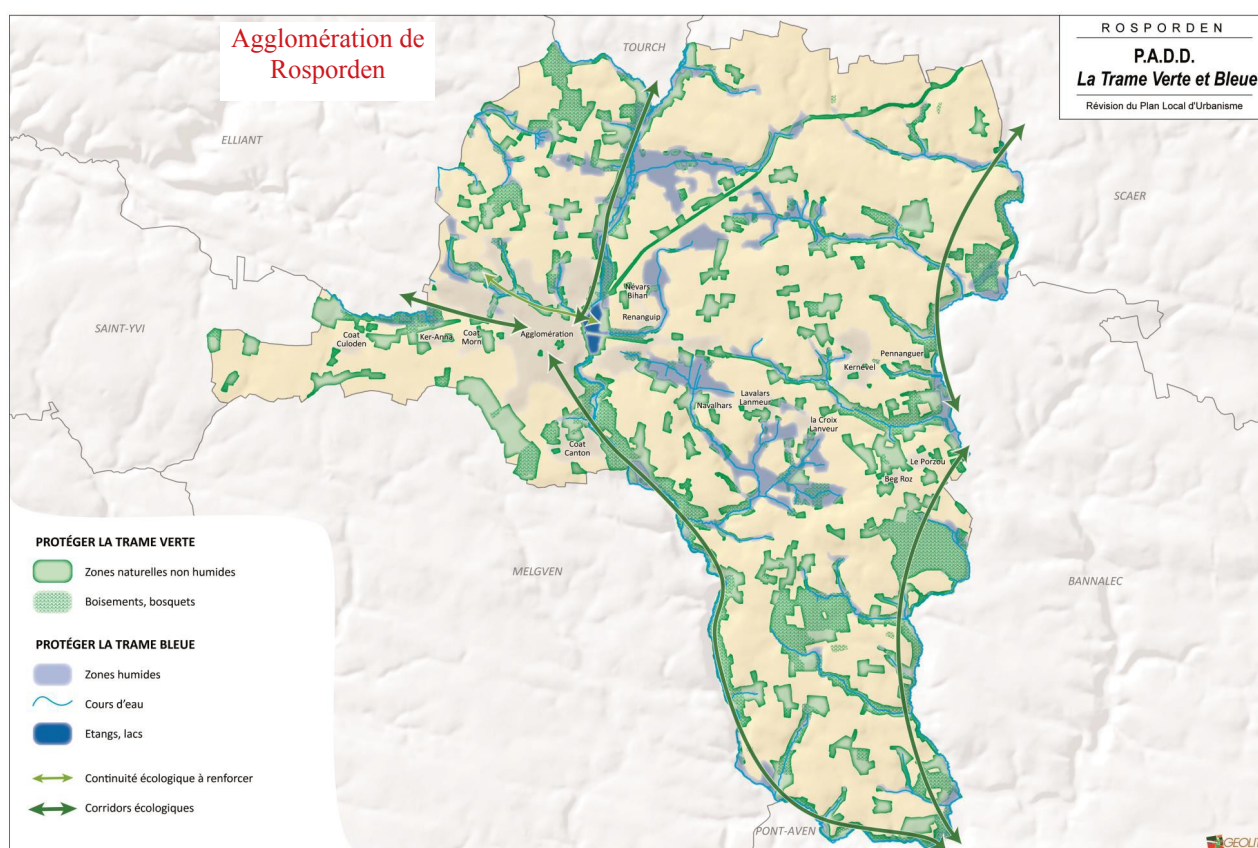 Agglomération de
Rosporden
ROSPORDEN
P.A.D.D.
La Trame Verte et Bleue
Révision du Plan Local d'Urbanisme
TOURCH
ELLIANT
SCAER
SAINT-YVI
Névars
Bihan
Renanguip
Coat
Culoden
Ker-Anna
Coat
Morn
Agglomération
Pennanguer
Kernével
Lavalars
Lanmeur
Navalhars
la Croix
Lanveur
Coat
Canton
Le Porzou
Beg Roz
MELGVEN
BANNALEC
PONT-AVEN
PROTÉGER LA TRAME VERTE
Zones naturelles non humides
Boisements, bosquets
PROTÉGER LA TRAME BLEUE
Zones humides
Cours d'eau
Etangs, lacs
Continuité écologique à renforcer
Corridors écologiques